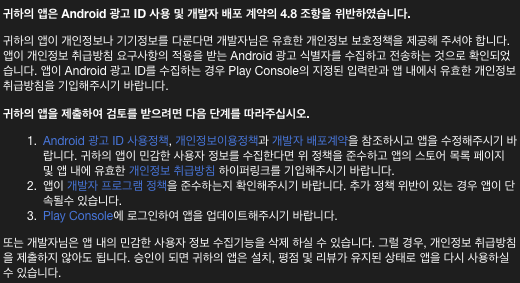 귀하의 앱은 Android 광고 ID 사용 및 개발자 배포 계약의 4.8 조항을 위반하였습니다.
귀하의 앱이 개인정보나 기기정보를 다룬다면 개발자님은 유효한 개인정보 보호정책을 제공해 주셔야 합니다.
앱이 개인정보 취급방침 요구사항의 적용을 받는 Android 광고 식별자를 수집하고 전송하는 것으로 확인되었
습니다. 앱이 Android 광고 ID를 수집하는 경우 Play Console의 지정된 입력란과 앱 내에서 유효한 개인정보
취급방침을 기입해주시기 바랍니다.
귀하의 앱을 제출하여 검토를 받으려면 다음 단계를 따라주십시오.
1. Android 광고 ID 사용정책, 개인정보이용정책과 개발자 배포계약을 참조하시고 앱을 수정해주시기 바
랍니다. 귀하의 앱이 민감한 사용자 정보를 수집한다면 위 정책을 준수하고 앱의 스토어 목록 페이지
및 앱 내에 유효한 개인정보 취급방침 하이퍼링크를 기입해주시기 바랍니다.
2. 앱이 개발자 프로그램 정책을 준수하는지 확인해주시기 바랍니다. 추가 정책 위반이 있는 경우 앱이 단
속될수 있습니다.
3. Play Console에 로그인하여 앱을 업데이트해주시기 바랍니다.
또는 개발자님은 앱 내의 민감한 사용자 정보 수집기능을 삭제 하실 수 있습니다. 그럴 경우, 개인정보 취급방침
을 제출하지 않아도 됩니다. 승인이 되면 귀하의 앱은 설치, 평점 및 리뷰가 유지된 상태로 앱을 다시 사용하실
수 있습니다.